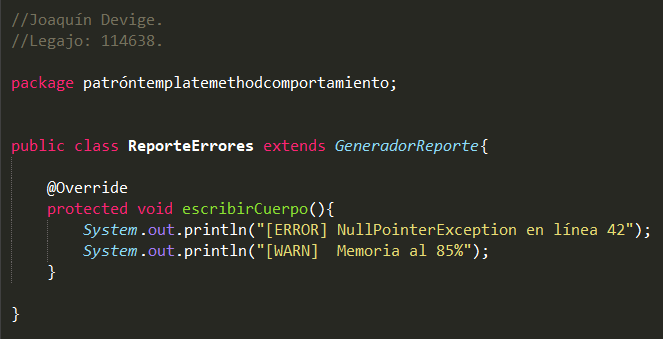 //Joaquín Devige.
//Legajo: 114638.
package patróntemplatemethodcomportamiento;
public class ReporteErrores extends GeneradorReporte{
@Override
protected void escribirCuerpo(){
System.out.println("[ERROR] NullPointerException en línea 42");
System.out.println("[WARN]  Memoria al 85%");
}
}